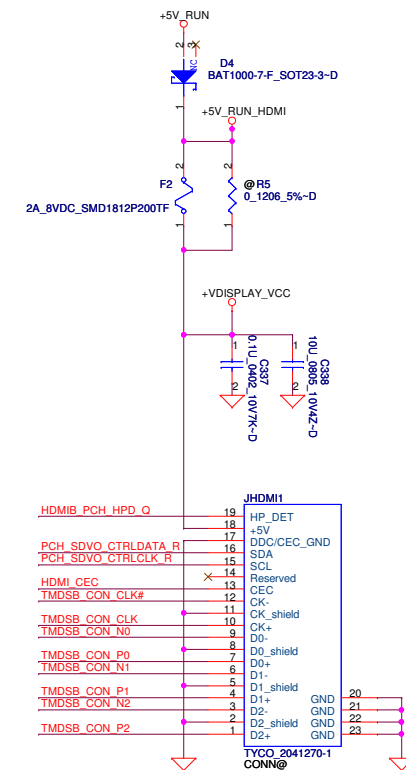 +5V_RUN
2
3
NC
D4
BAT1000-7-F_SOT23-3~D
1
+5V_RUN_HDMI
2
2
F2
@R5
0_1206_5%~D
2A_8VDC_SMD1812P200TF
1
1
+VDISPLAY_VCC
1
2
C337
0.1U_0402_10V7K~D
1
2
C338
10U_0805_10V4Z~D
JHDMI1
HDMIB_PCH_HPD_Q 19 HP_DET
18 +5V
17 DDC/CEC_GND
PCH_SDVO_CTRLDATA_R 16 SDA
PCH_SDVO_CTRLCLK_R 15 SCL
14 Reserved
HDMI_CEC 13 CEC
TMDSB_CON_CLK# 12 CK-
11 CK_shield
TMDSB_CON_CLK 10 CK+
TMDSB_CON_N0 9 D0-
8 D0_shield
TMDSB_CON_P0 7 D0+
TMDSB_CON_N1 6 D1-
5 D1_shield
TMDSB_CON_P1 4 D1+ GND 20
TMDSB_CON_N2 3 D2- GND 21
2 D2_shield GND 22
TMDSB_CON_P2 1 D2+ GND 23
TYCO_2041270-1
CONN@